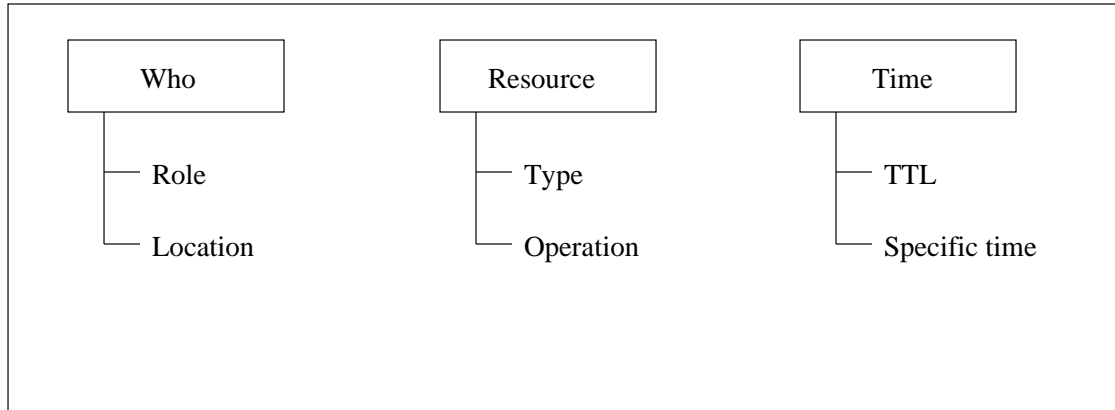 Who
Role
Location
Resource
Type
Operation
Time
TTL
Specific time